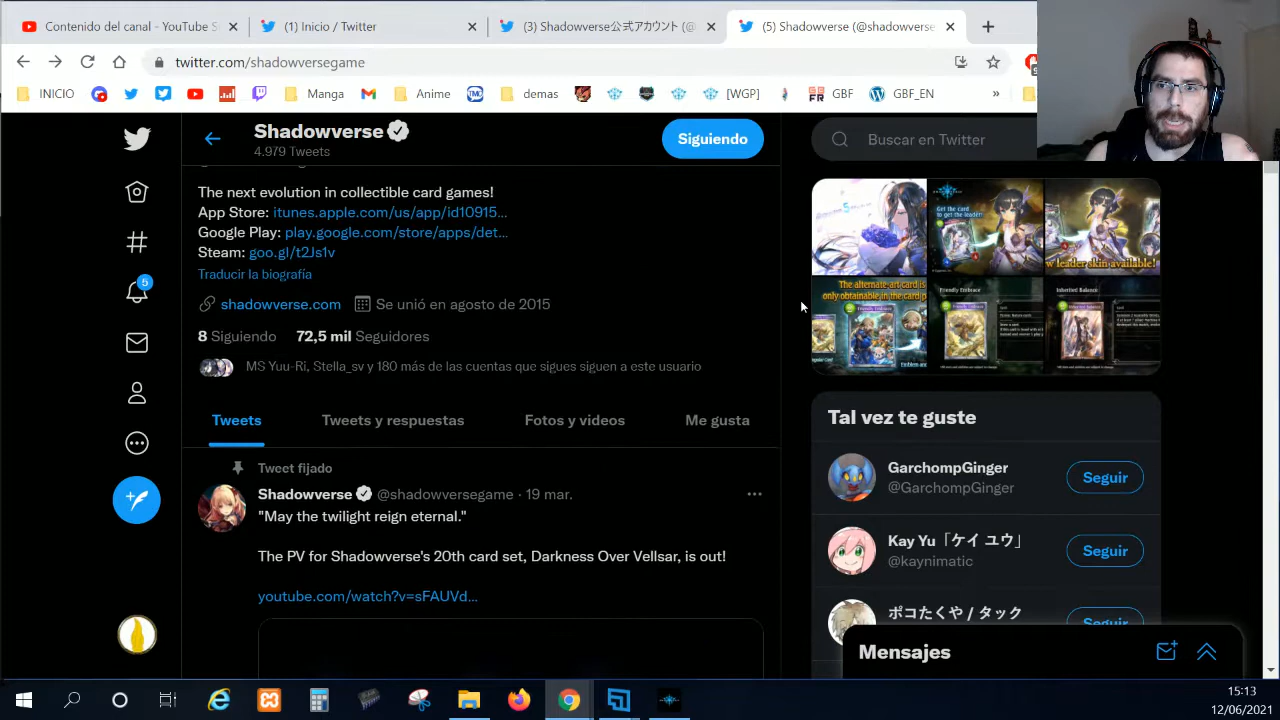 Contenido del canal - YouTube S
(1) Inicio / Twitter
(3) Shadowverse公式アカウント (@
(5) Shadowverse (@shadowverse
twitter.com/shadowversegame
INICIO
Manga
Anime
demas
[WGP]
GBF
GBF_EN
»
Shadowverse
4.979 Tweets
Siguiendo
Buscar en Twitter
The next evolution in collectible card games!
App Store: itunes.apple.com/us/app/id10915...
Google Play: play.google.com/store/apps/det...
Steam: goo.gl/t2Js1v
Traducir la biografía
shadowverse.com
Se unió en agosto de 2015
8 Siguiendo
Seguidores
MS Yuu-Ri, Stella_sv y 180 más de las cuentas que sigues siguen a este usuario
Tweets
Tweets y respuestas
Fotos y videos
Me gusta
Tweet fijado
Shadowverse @shadowversegame · 19 mar.
"May the twilight reign eternal."
The PV for Shadowverse's 20th card set, Darkness Over Vellsar, is out!
youtube.com/watch?v=sFAUVd...
Get the card
to get the leader
w leader skin available!
The alternate-art card is
only obtainable in the card p
Friendly Embrace
Friendly Embrace
Inherited Balance
Tal vez te guste
GarchompGinger
@GarchompGinger
Seguir
Kay Yu「ケイ ユウ」
@kaynimatic
Seguir
ポコたくや / タック
Seguir
Mensajes
5
15:13
12/06/2021